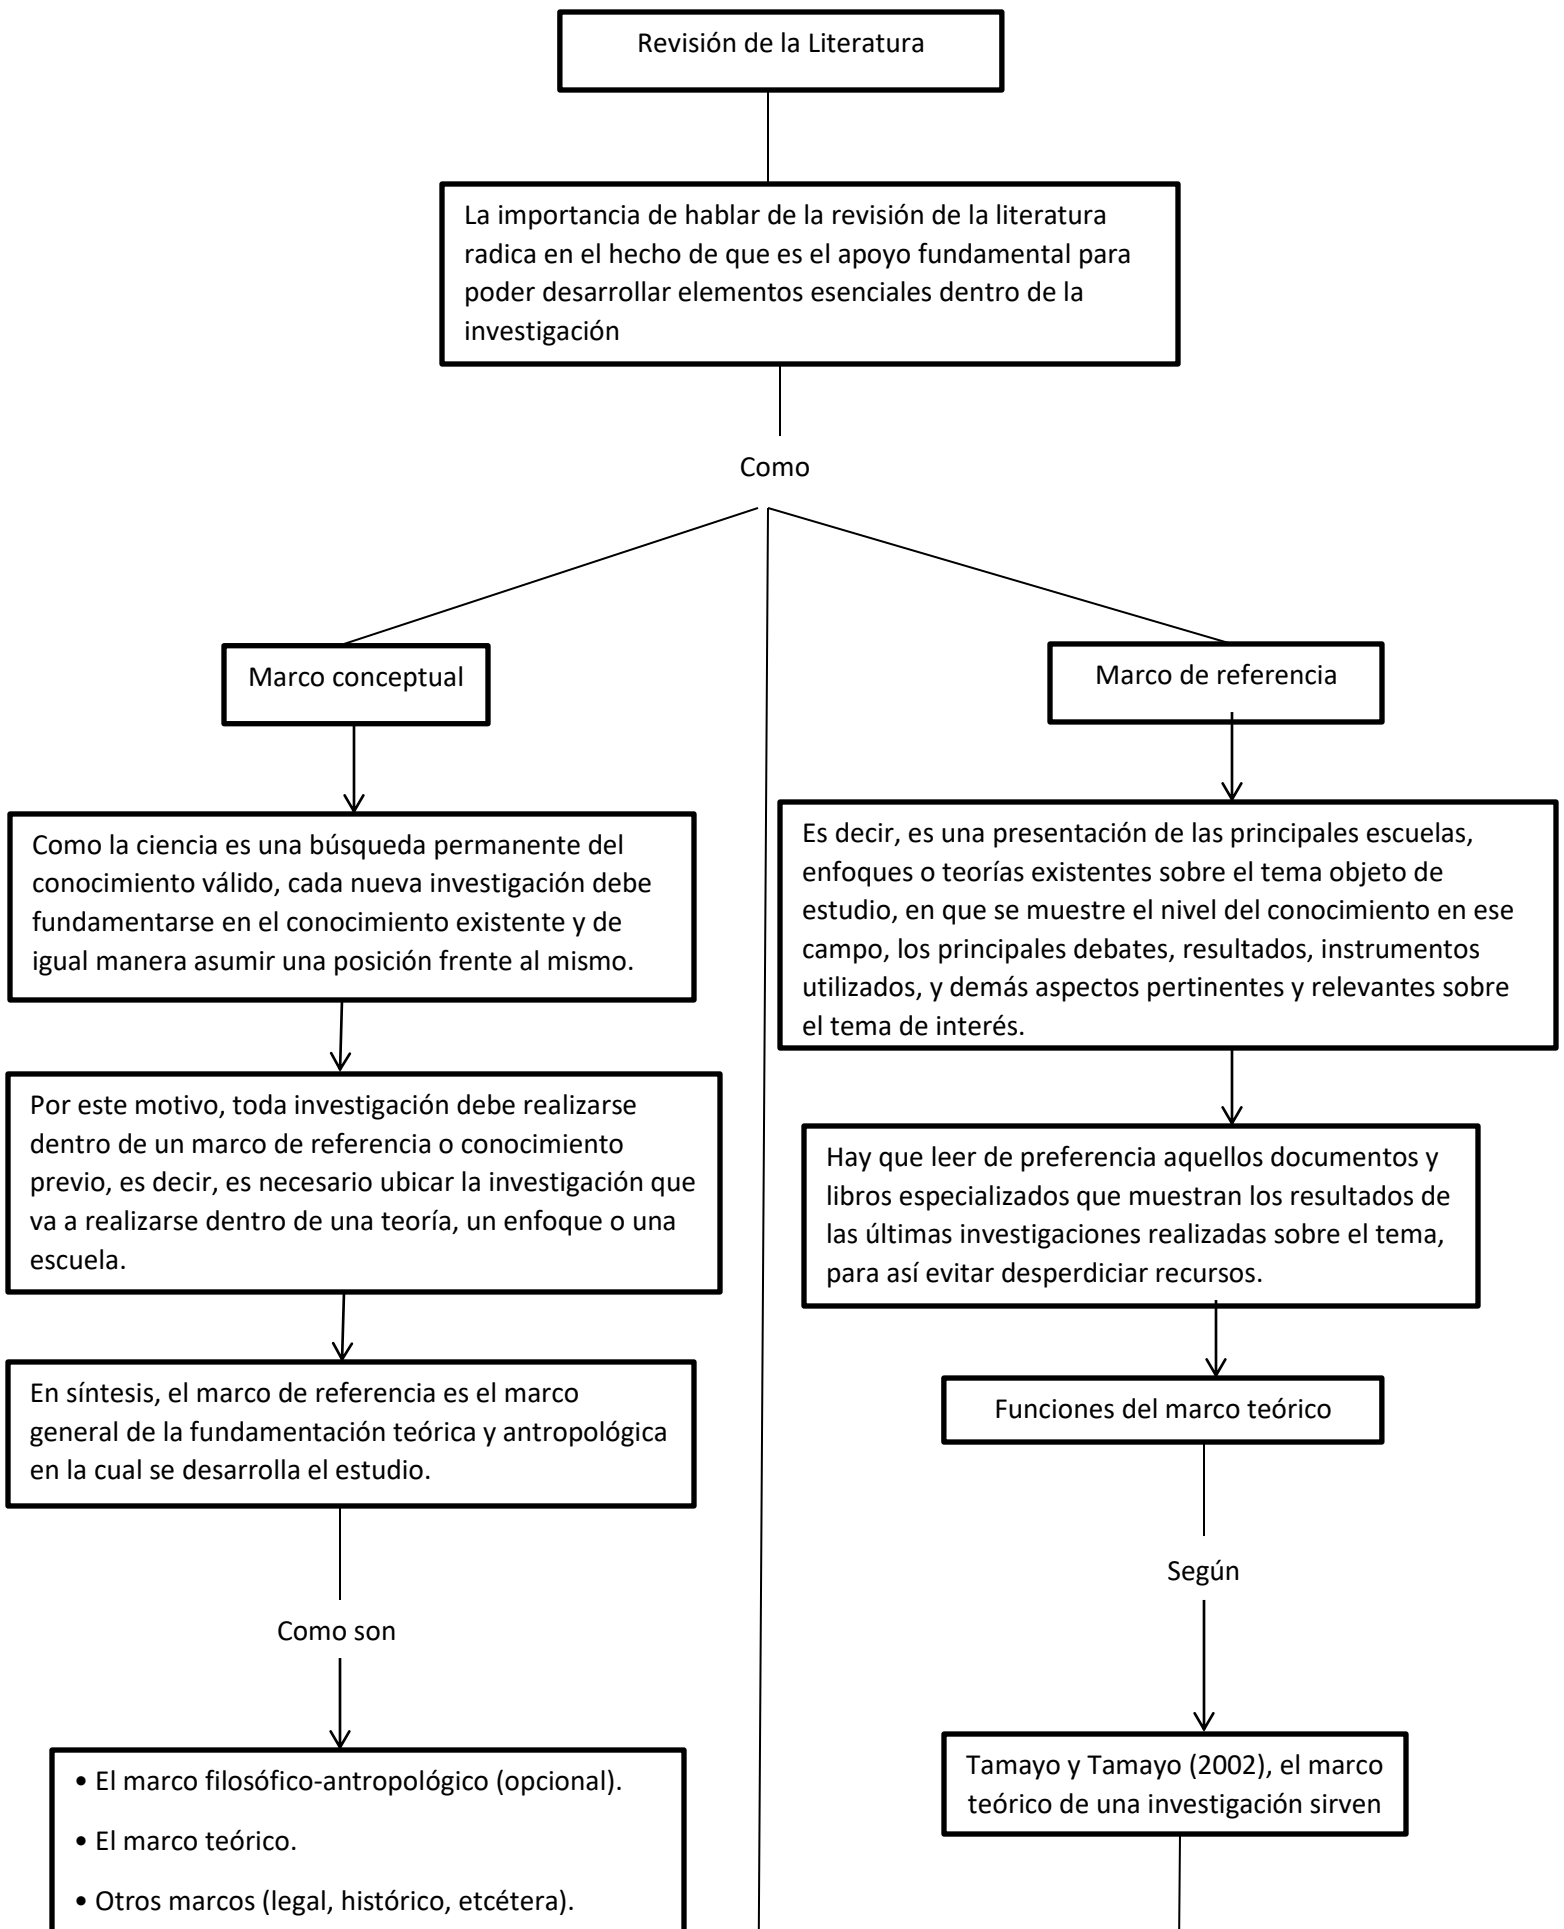 Revisión de la Literatura
La importancia de hablar de la revisión de la literatura
radica en el hecho de que es el apoyo fundamental para
poder desarrollar elementos esenciales dentro de la
investigación
Como
Marco conceptual
Como la ciencia es una búsqueda permanente del
conocimiento válido, cada nueva investigación debe
fundamentarse en el conocimiento existente y de
igual manera asumir una posición frente al mismo.
Por este motivo, toda investigación debe realizarse
dentro de un marco de referencia o conocimiento
previo, es decir, es necesario ubicar la investigación que
va a realizarse dentro de una teoría, un enfoque o una
escuela.
En síntesis, el marco de referencia es el marco
general de la fundamentación teórica y antropológica
en la cual se desarrolla el estudio.
Como son
• El marco filosófico-antropológico (opcional).
• El marco teórico.
• Otros marcos (legal, histórico, etcétera).
Marco de referencia
Es decir, es una presentación de las principales escuelas,
enfoques o teorías existentes sobre el tema objeto de
estudio, en que se muestre el nivel del conocimiento en ese
campo, los principales debates, resultados, instrumentos
utilizados, y demás aspectos pertinentes y relevantes sobre
el tema de interés.
Hay que leer de preferencia aquellos documentos y
libros especializados que muestran los resultados de
las últimas investigaciones realizadas sobre el tema,
para así evitar desperdiciar recursos.
Funciones del marco teórico
Según
Tamayo y Tamayo (2002), el marco
teórico de una investigación sirven